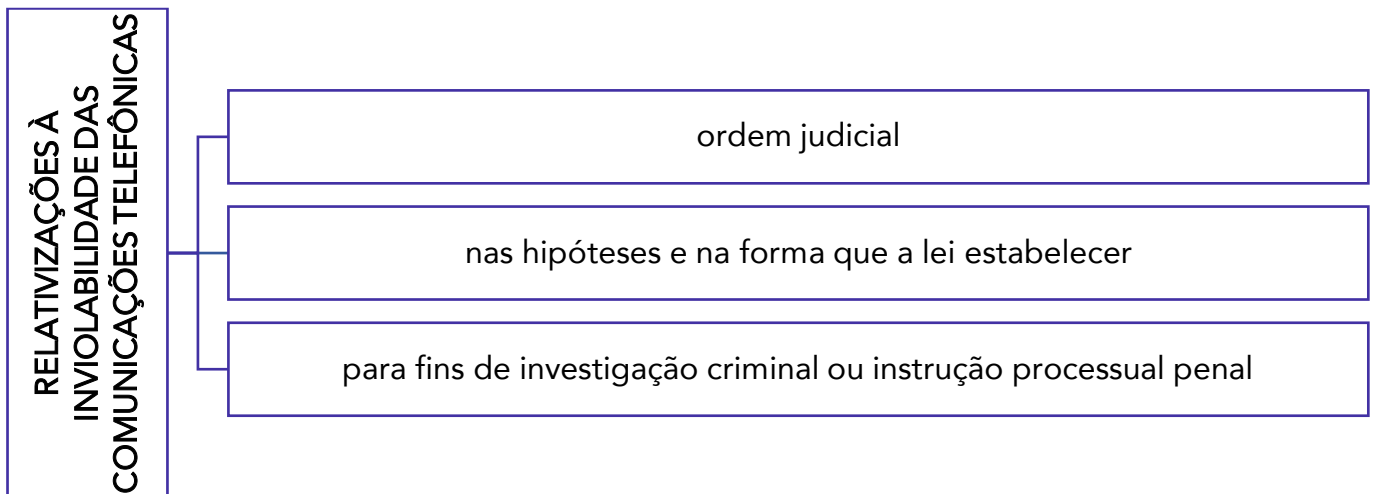 RELATIVIZAÇÕES À
INVIOLABILIDADE DAS
COMUNICAÇÕES TELEFÔNICAS
ordem judicial
nas hipóteses e na forma que a lei estabelecer
para fins de investigação criminal ou instrução processual penal